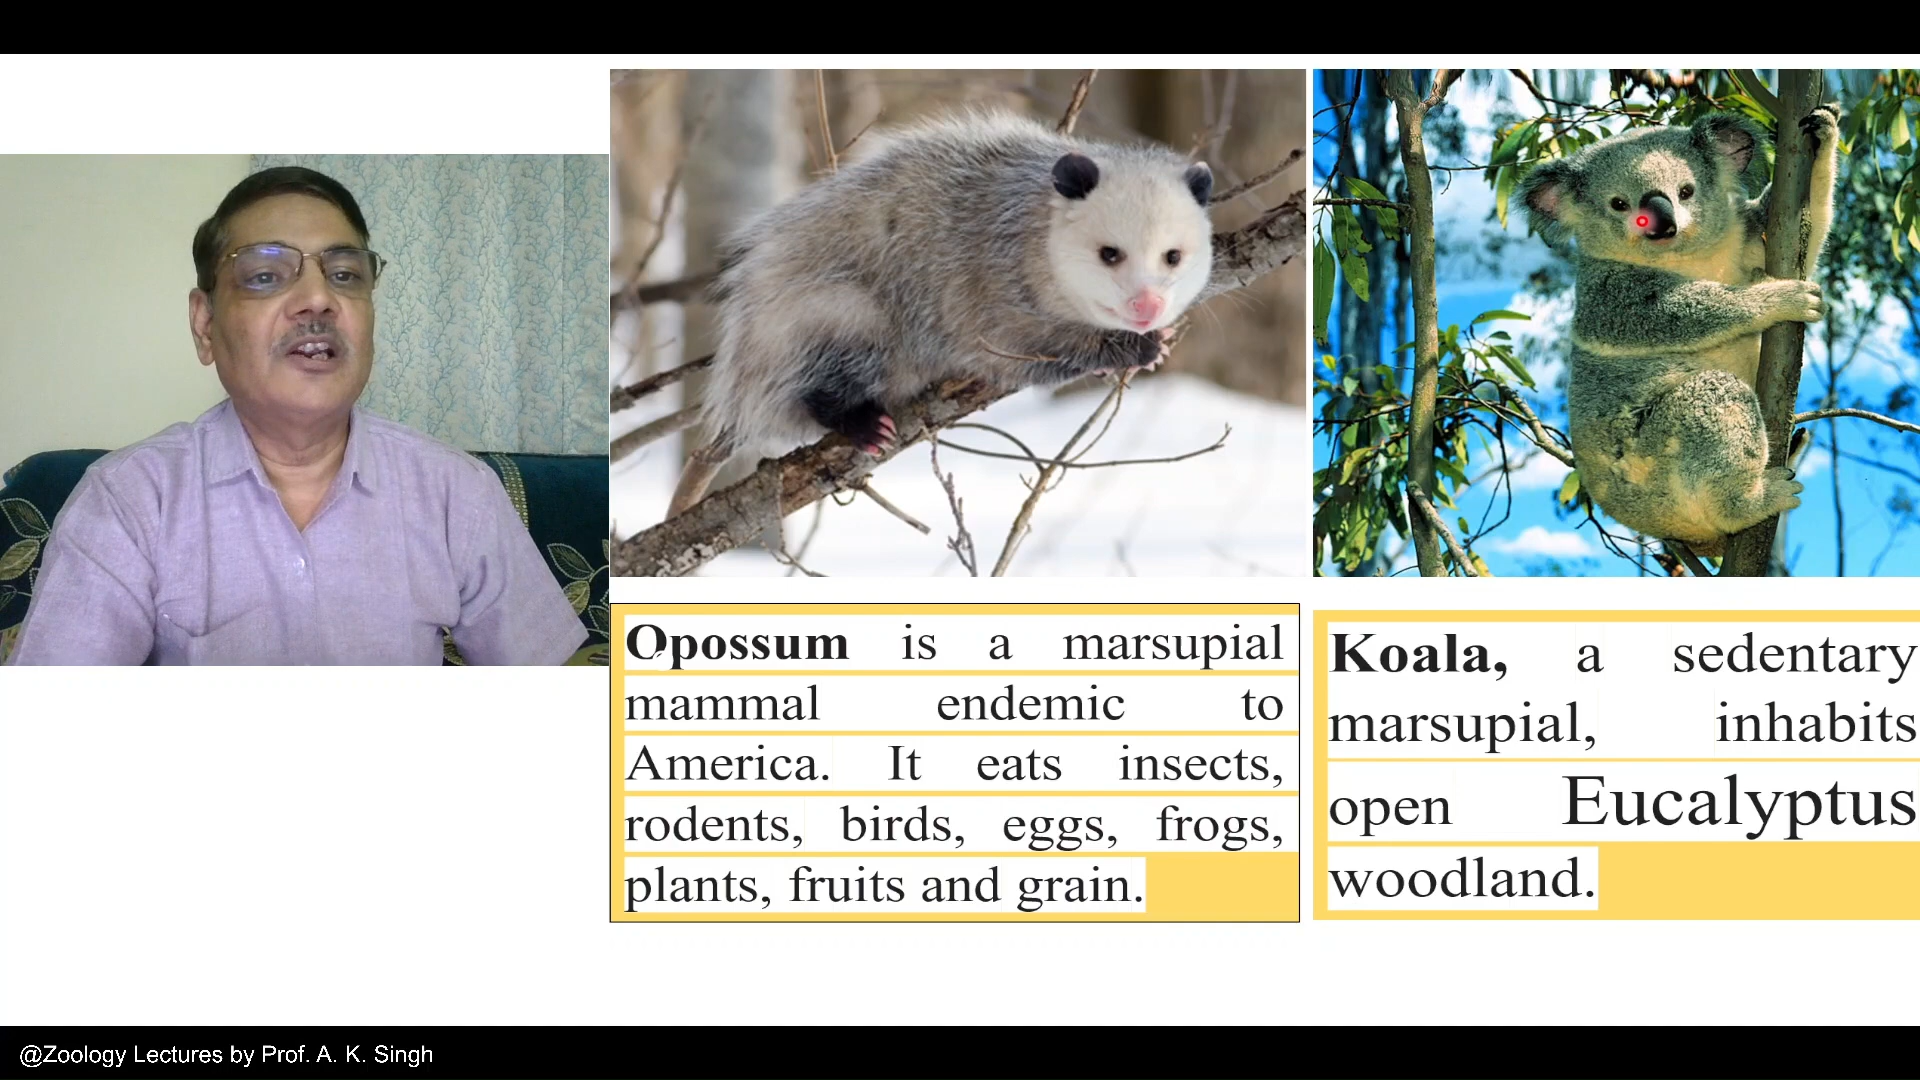 Opossum is a marsupial
mammal endemic to
America. It eats insects,
rodents, birds, eggs, frogs,
plants, fruits and grain.
Koala, a sedentary
marsupial, inhabits
open Eucalyptus
woodland.
@Zoology Lectures by Prof. A. K. Singh